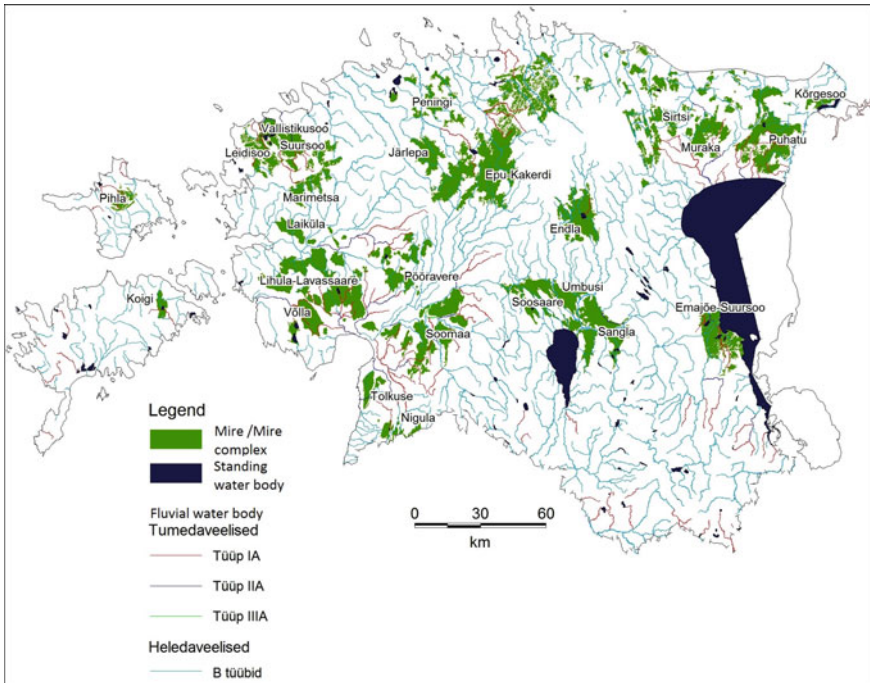 Kõrgesoo
Peningi
Sirtsi
Vallistikusoo
Suursoo
Leidisoo
Järlepa
Muraka
Puhatu
Epu-Kakerdi
Pihla
Marimetsa
Laiküla
Endla
Lihula-Lavassaare
Pööravere
Umbusi
Koigi
Võlla
Soosaare
Emajõe-Suursoo
Soomaa
Sangla
Tolkuse
Nigula
Legend
Mire /Mire
complex
Standing
water body
Fluvial water body
Tumedaveelised
Tüüp IA
Tüüp IIA
Tüüp IIIA
Heledaveelised
B tüübid
0 30 60
km